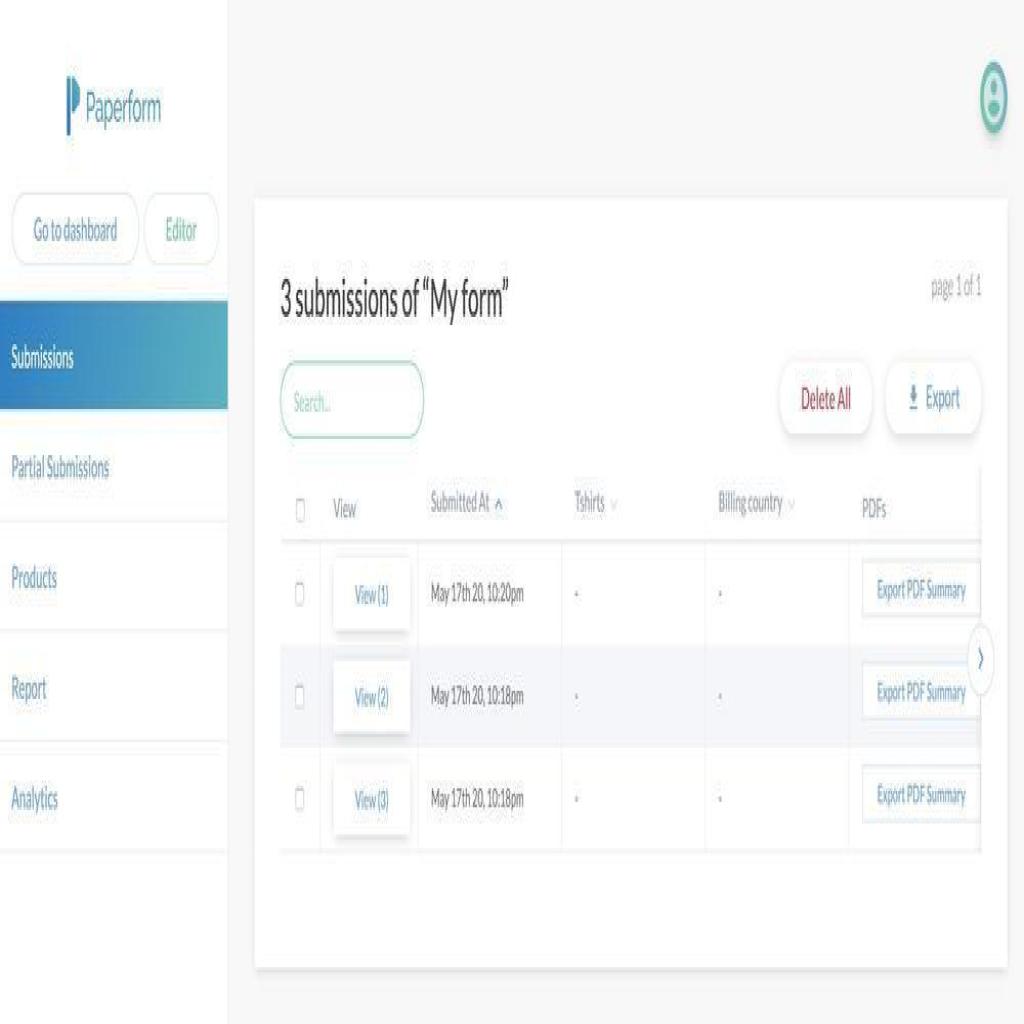 Paperform
Go to dashboard Editor
Submissions
Partial Submissions
Products
Report
Analytics
3 submissions of “My form”
page 1 of 1
Search...
Delete All Export
View Submitted At Tshirts Billing country PDFs
View (1) May 17th 20, 10:20pm - - Export PDF Summary
View (2) May 17th 20, 10:18pm - - Export PDF Summary
View (3) May 17th 20, 10:18pm - - Export PDF Summary